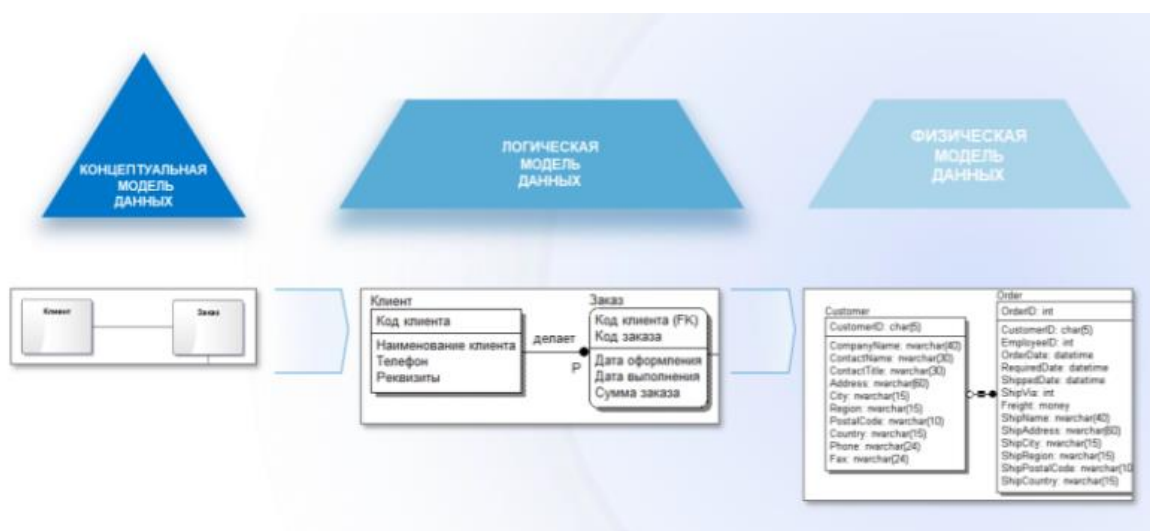 КОНЦЕПТУАЛЬНАЯ
МОДЕЛЬ
ДАННЫХ
ЛОГИЧЕСКАЯ
МОДЕЛЬ
ДАННЫХ
ФИЗИЧЕСКАЯ
МОДЕЛЬ
ДАННЫХ
Клиент
Заказ
Клиент
Код клиента
Наименование клиента
Телефон
Реквизиты
делает
P
Заказ
Код клиента (FK)
Код заказа
Дата оформления
Дата выполнения
Сумма заказа
Customer
CustomerID: char(5)
CompanyName: nvarchar(40)
ContactName: nvarchar(30)
ContactTitle: nvarchar(30)
Address: nvarchar(60)
City: nvarchar(15)
Region: nvarchar(15)
PostalCode: nvarchar(10)
Country: nvarchar(15)
Phone: nvarchar(24)
Fax: nvarchar(24)
Order
OrderID: int
CustomerID: char(5)
EmployeeID: int
OrderDate: datetime
RequiredDate: datetime
ShippedDate: datetime
ShipVia: int
Freight: money
ShipName: nvarchar(40)
ShipAddress: nvarchar(60)
ShipCity: nvarchar(15)
ShipRegion: nvarchar(15)
ShipPostalCode: nvarchar(10
ShipCountry: nvarchar(15)